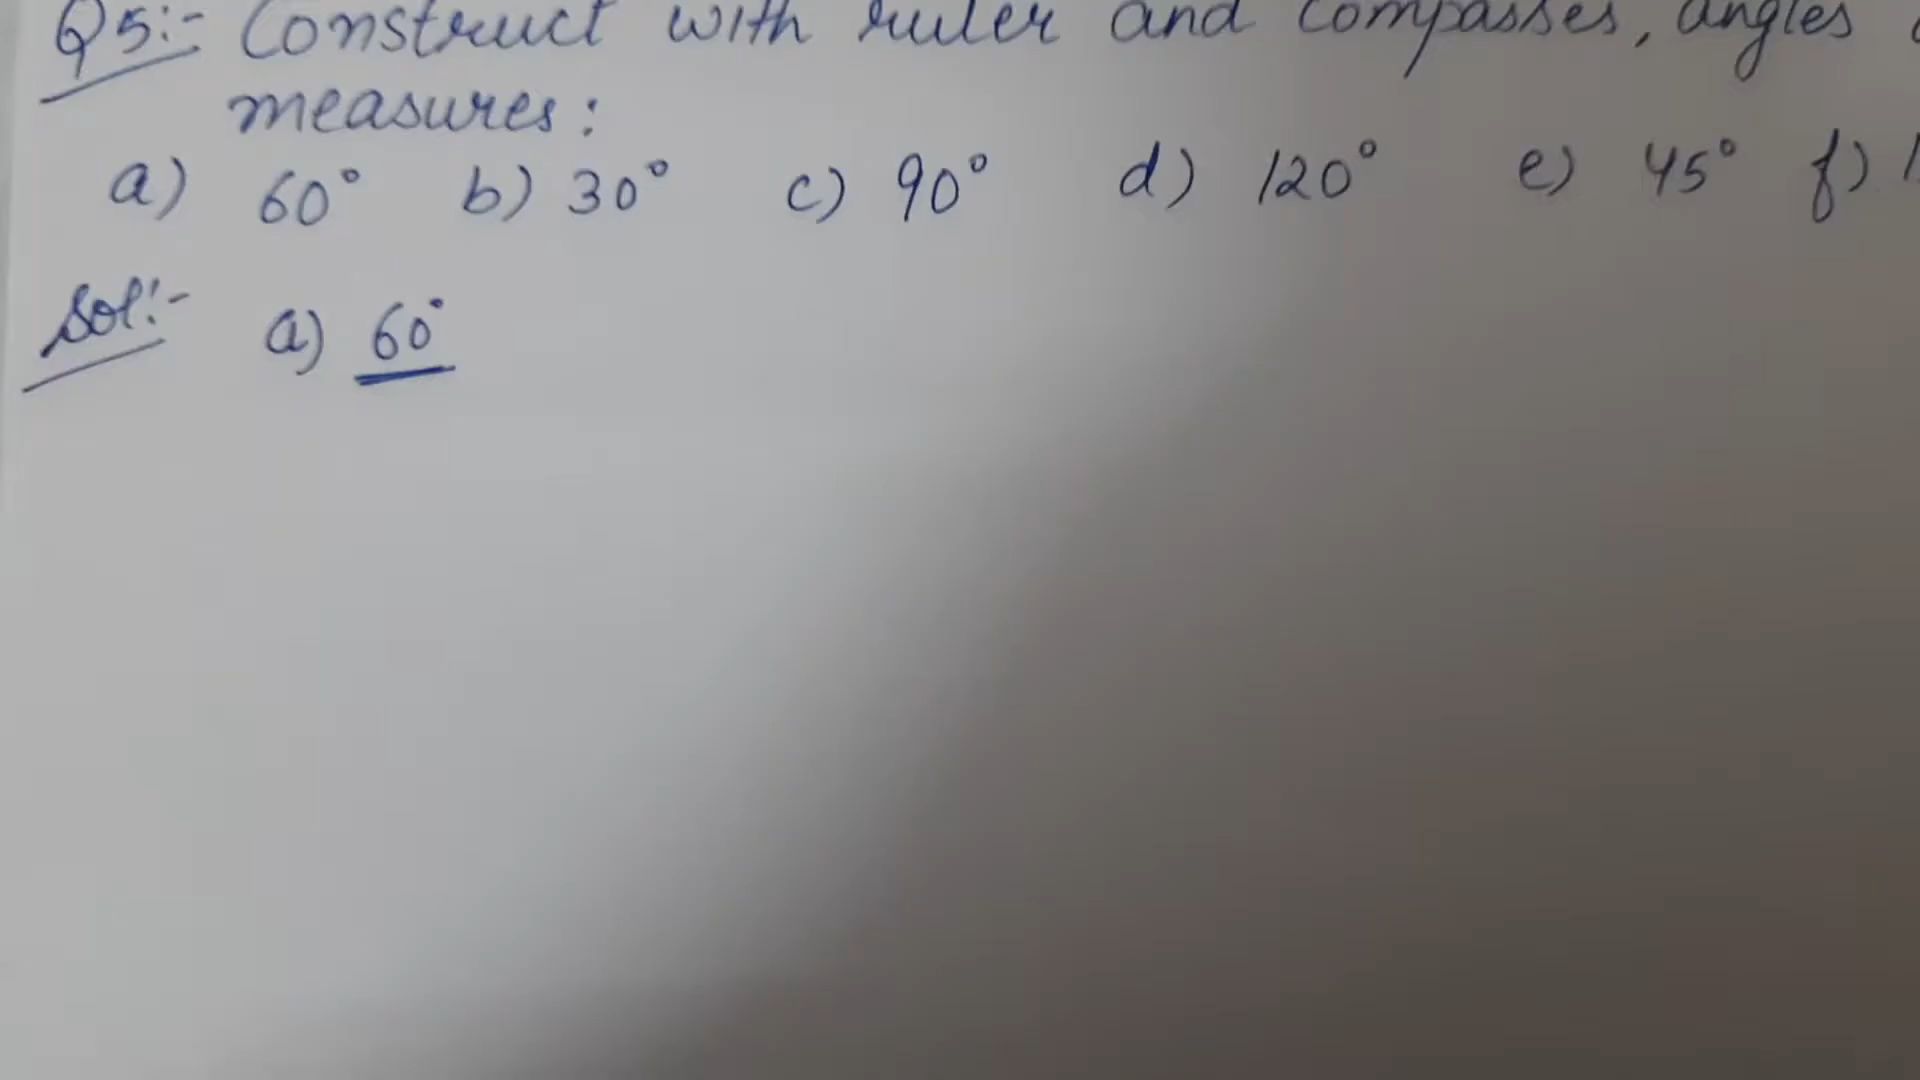 Q5:- Construct with ruler and compasses, angles
measures:
a) 60° b) 30° c) 90° d) 120° e) 45° f)
Sol:- a) 60°